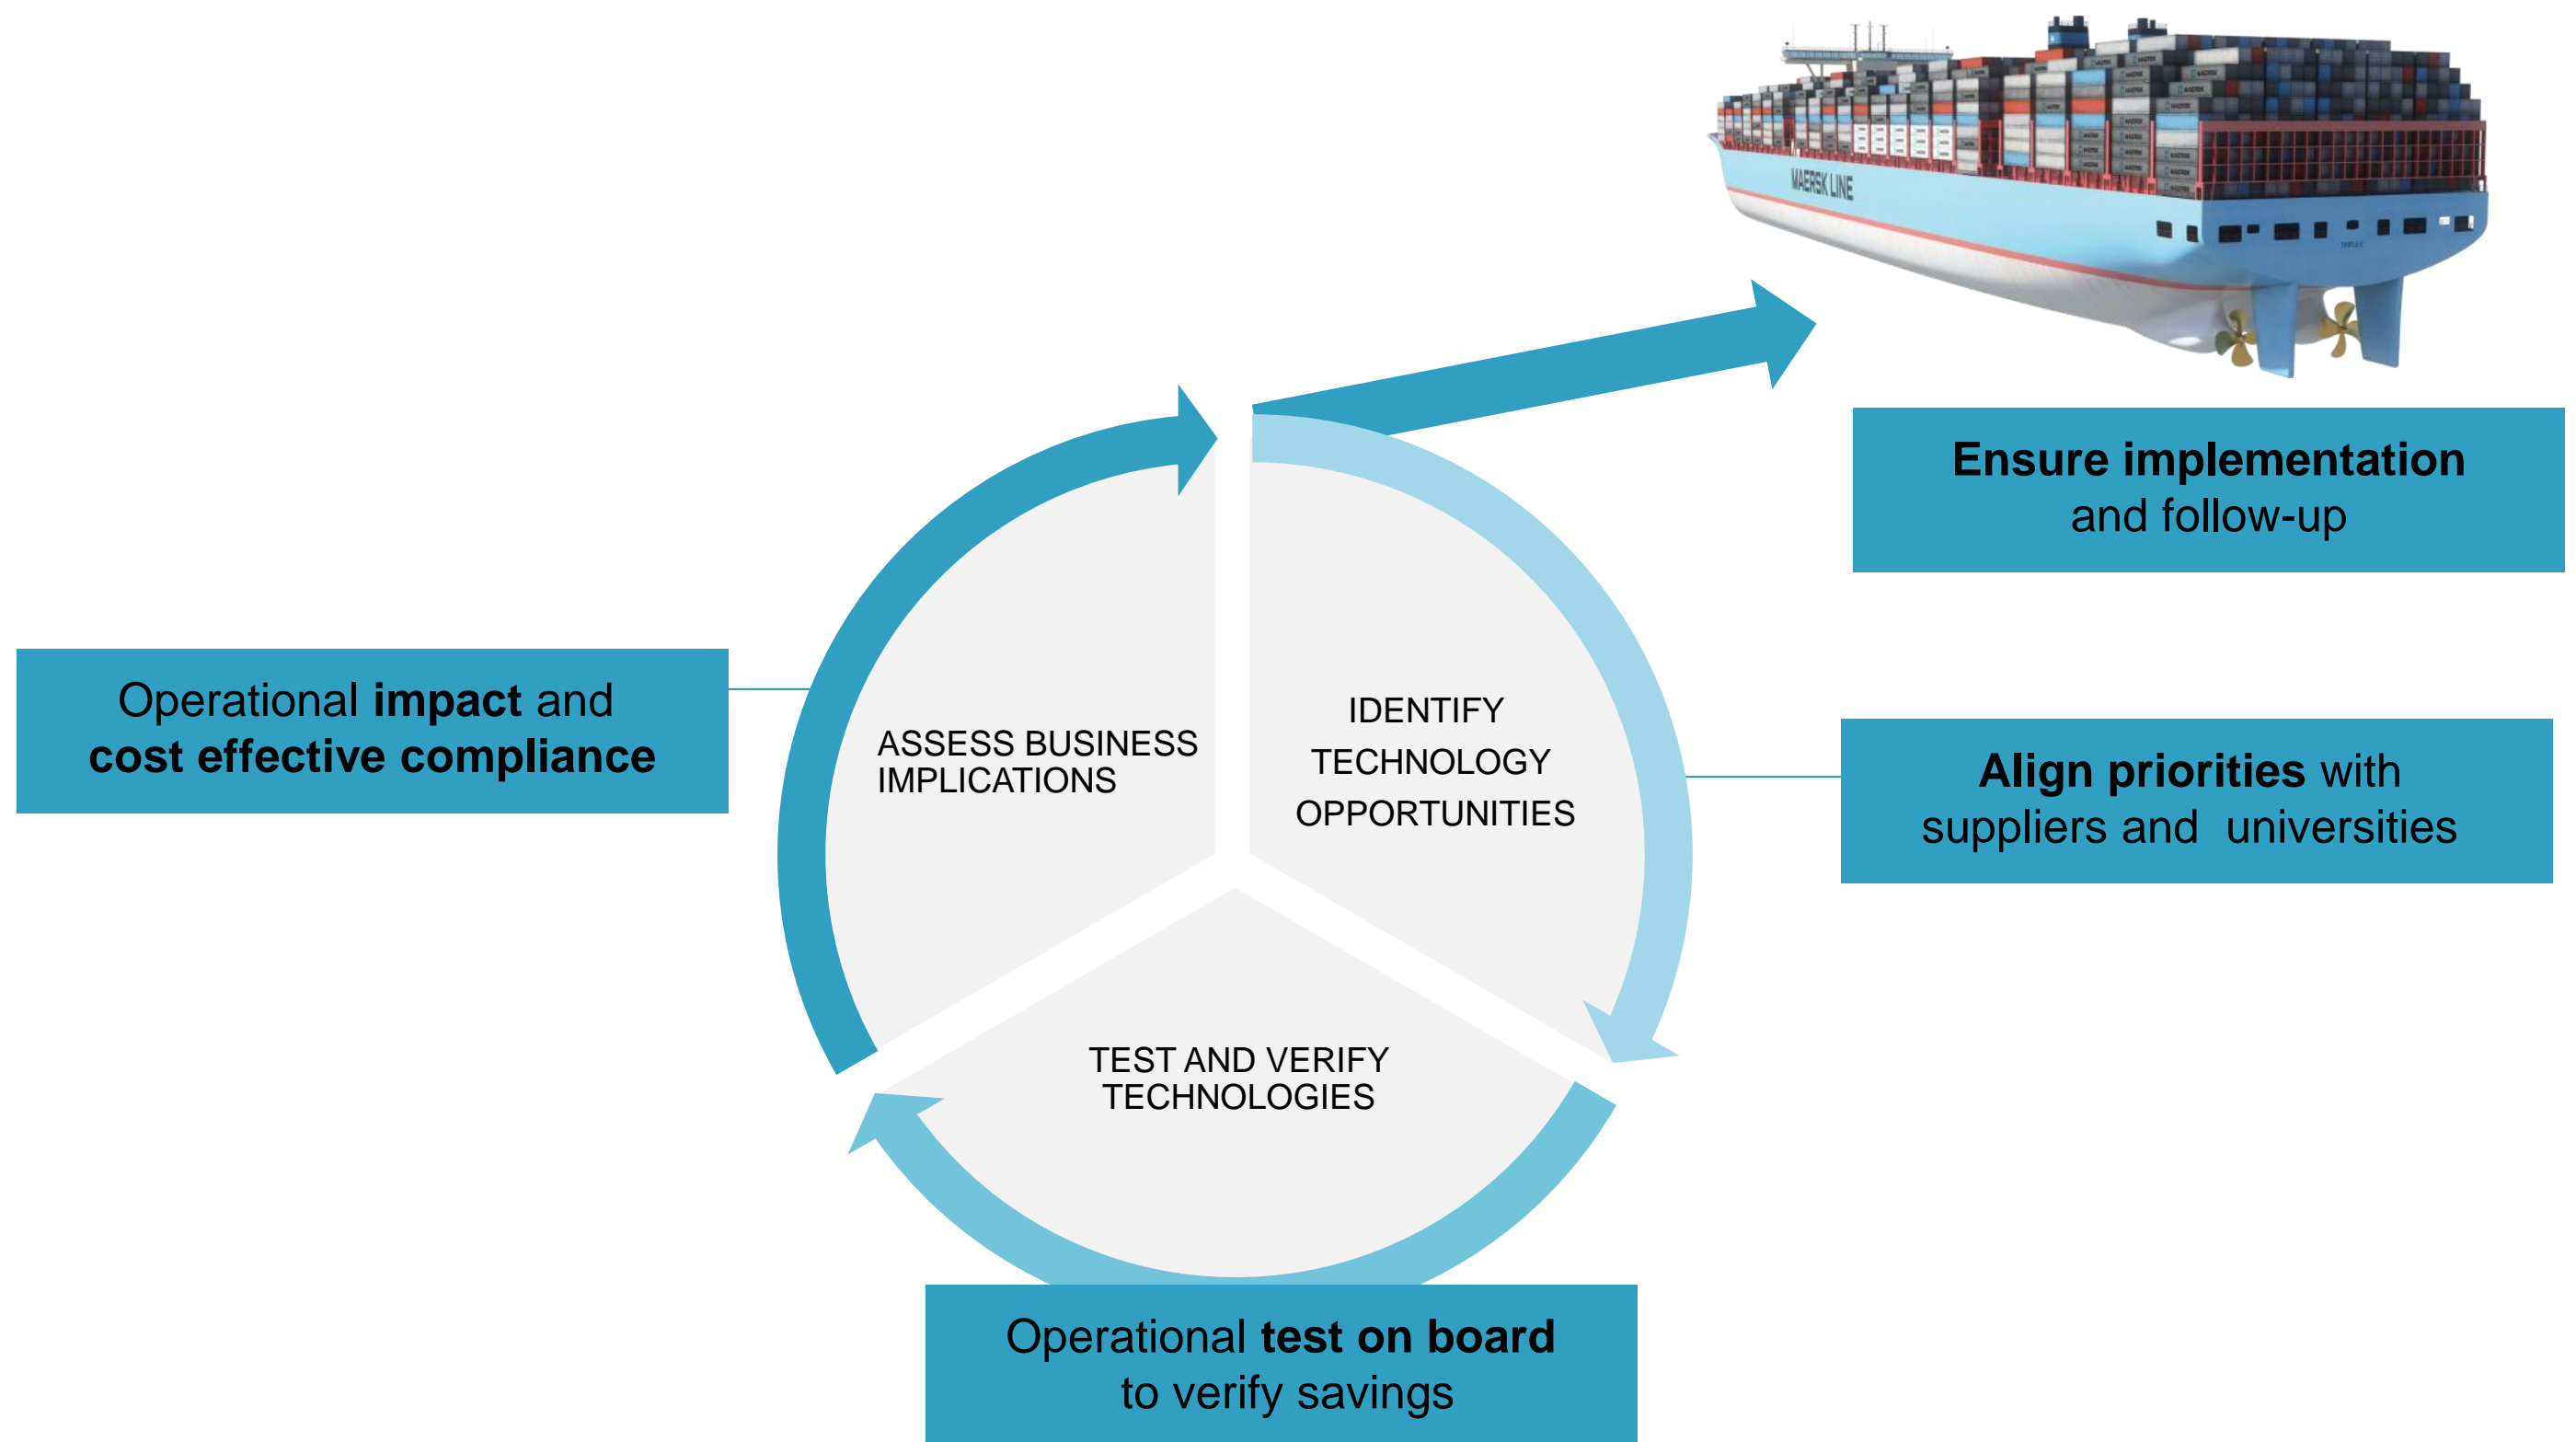 MAERSK LINE
TRIPLE-E
Ensure implementation
and follow-up
Operational impact and
cost effective compliance
ASSESS BUSINESS
IMPLICATIONS
IDENTIFY
TECHNOLOGY
OPPORTUNITIES
Align priorities with
suppliers and  universities
TEST AND VERIFY
TECHNOLOGIES
Operational test on board
to verify savings